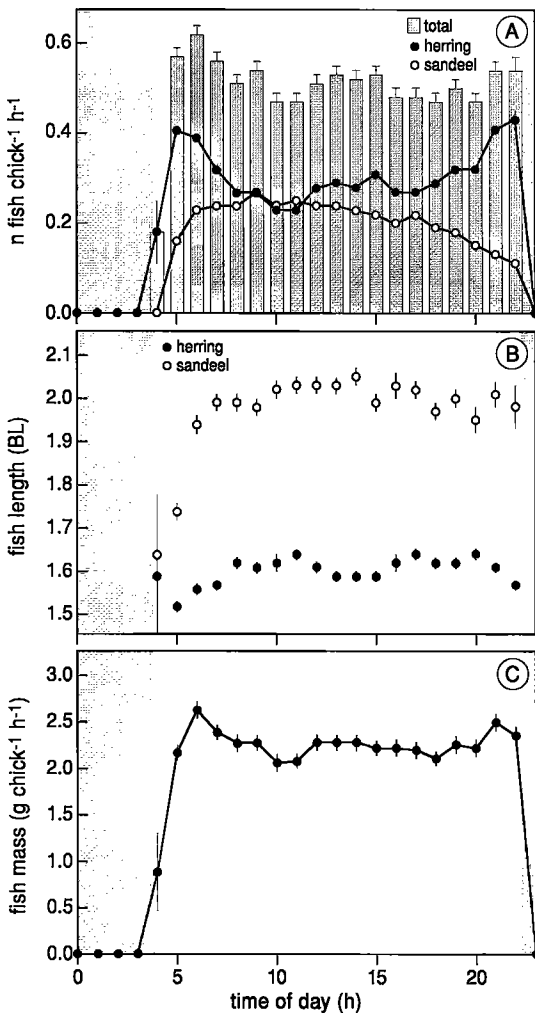 A
total
herring
sandeel
n fish chick-1 h-1
0.6
0.4
0.2
0.0
B
herring
sandeel
fish length (BL)
2.1
2.0
1.9
1.8
1.7
1.6
1.5
C
fish mass (g chick-1 h-1)
3.0
2.5
2.0
1.5
1.0
0.5
0.0
0 5 10 15 20
time of day (h)